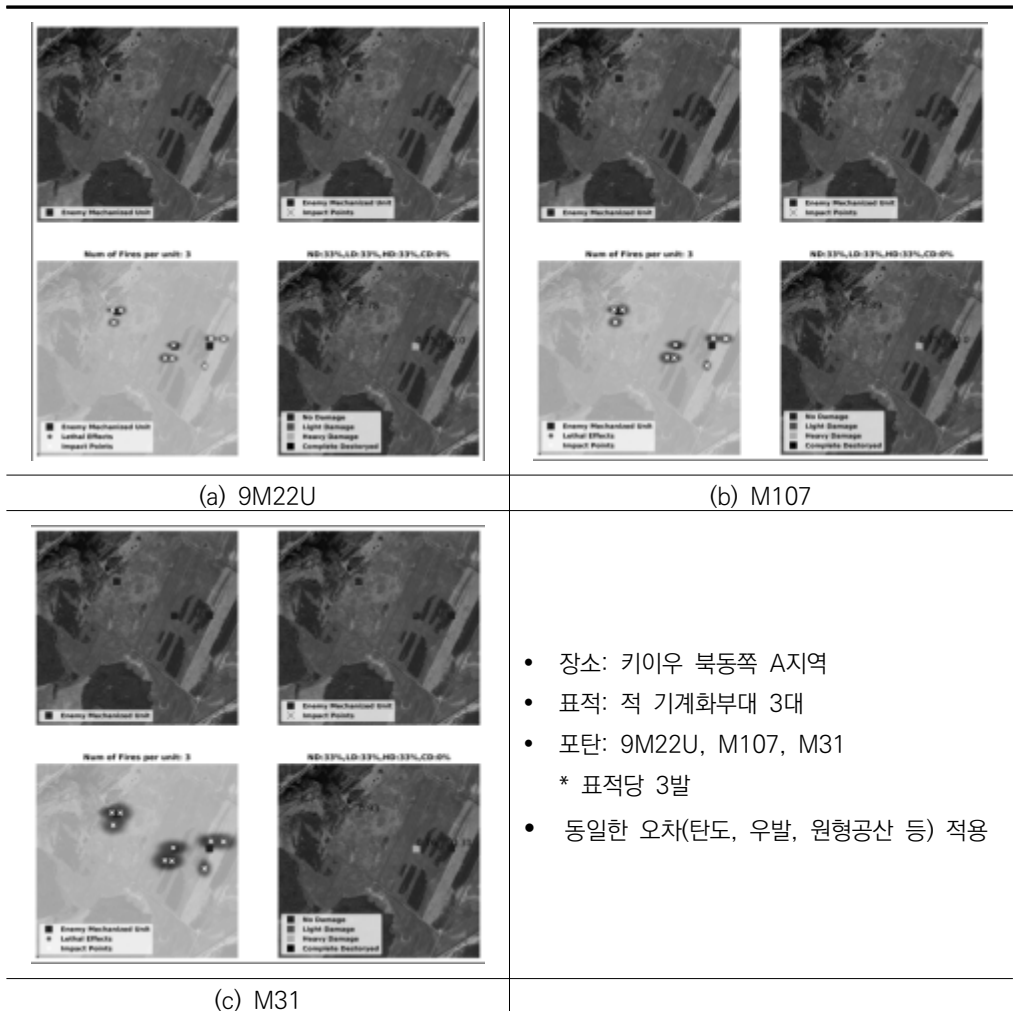 Enemy Mechanized Unit
Enemy Mechanized Unit
Impact Points
Num of Fires per unit: 3
ND:33%,LD:33%,HD:33%,CD:0%
Enemy Mechanized Unit
Lethal Effects
Impact Points
No Damage
Light Damage
Heavy Damage
Complete Destoryed
(a) 9M22U
Enemy Mechanized Unit
Enemy Mechanized Unit
Impact Points
Num of Fires per unit: 3
ND:33%,LD:33%,HD:33%,CD:0%
Enemy Mechanized Unit
Lethal Effects
Impact Points
No Damage
Light Damage
Heavy Damage
Complete Destoryed
(b) M107
Enemy Mechanized Unit
Enemy Mechanized Unit
Impact Points
Num of Fires per unit: 3
ND:33%,LD:33%,HD:33%,CD:0%
Enemy Mechanized Unit
Lethal Effects
Impact Points
No Damage
Light Damage
Heavy Damage
Complete Destoryed
(c) M31
• 장소: 키이우 북동쪽 A지역
• 표적: 적 기계화부대 3대
• 포탄: 9M22U, M107, M31
* 표적당 3발
• 동일한 오차(탄도, 우발, 원형공산 등) 적용